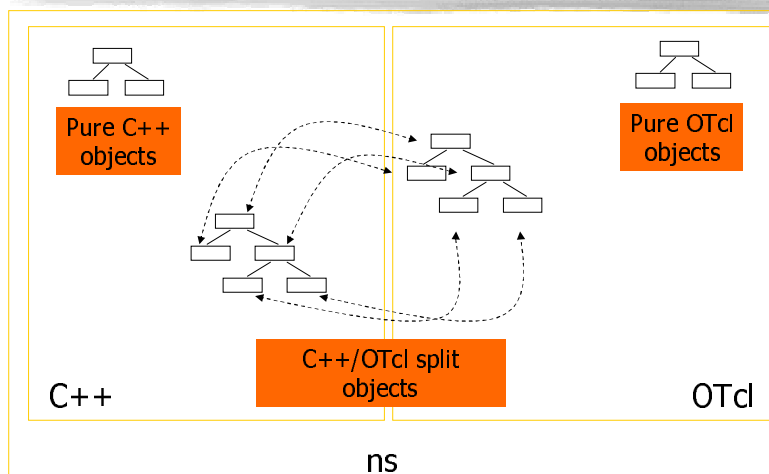 Pure C++
objects
Pure OTcl
objects
C++/OTcl split
objects
C++
OTcl
ns